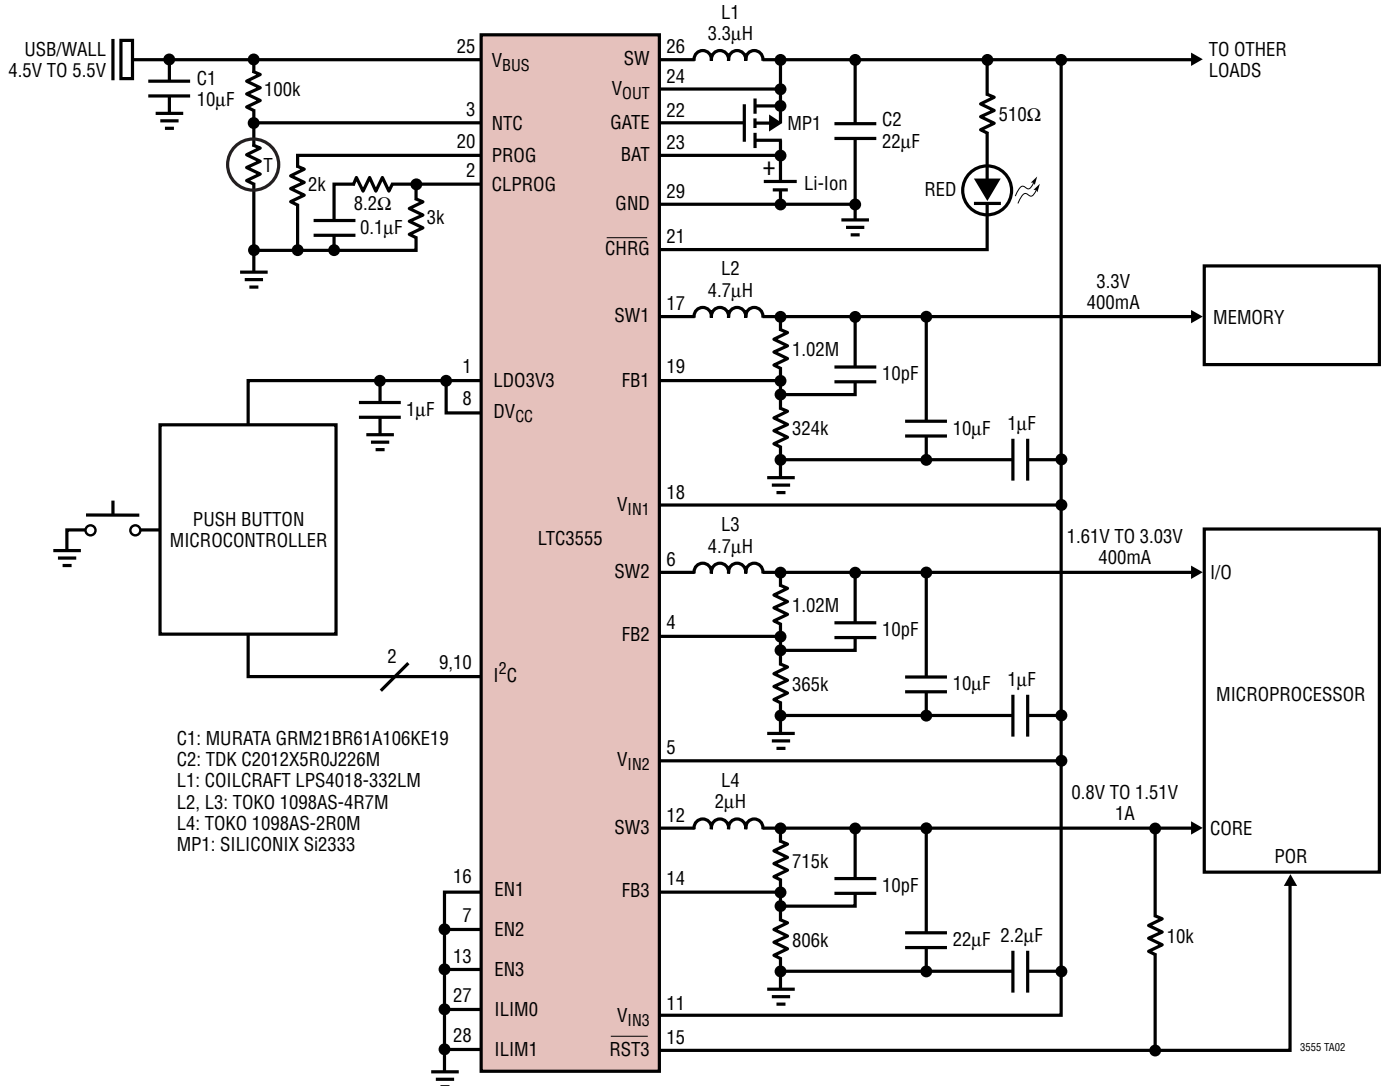 USB/WALL
4.5V TO 5.5V
C1
10µF
100k
T
2k
8.2Ω
0.1µF
3k
25
3
20
2
VBUS
NTC
PROG
CLPROG
SW
VOUT
GATE
BAT
GND
CHRG
26
24
22
23
29
21
L1
3.3µH
MP1
+
Li-Ion
C2
22µF
510Ω
RED
TO OTHER
LOADS
SW1
17
L2
4.7µH
1.02M
10pF
FB1
19
324k
10µF
1µF
VIN1
18
3.3V
400mA
MEMORY
1
8
LDO3V3
DVCC
1µF
PUSH BUTTON
MICROCONTROLLER
2
9,10
I2C
LTC3555
SW2
6
L3
4.7µH
1.02M
10pF
FB2
4
365k
10µF
1µF
VIN2
5
1.61V TO 3.03V
400mA
I/O
MICROPROCESSOR
CORE
POR
SW3
12
L4
2µH
715k
10pF
FB3
14
806k
22µF
2.2µF
VIN3
11
RST3
15
0.8V TO 1.51V
1A
10k
C1: MURATA GRM21BR61A106KE19
C2: TDK C2012X5R0J226M
L1: COILCRAFT LPS4018-332LM
L2, L3: TOKO 1098AS-4R7M
L4: TOKO 1098AS-2R0M
MP1: SILICONIX Si2333
16
7
13
27
28
EN1
EN2
EN3
ILIM0
ILIM1
3555 TA02